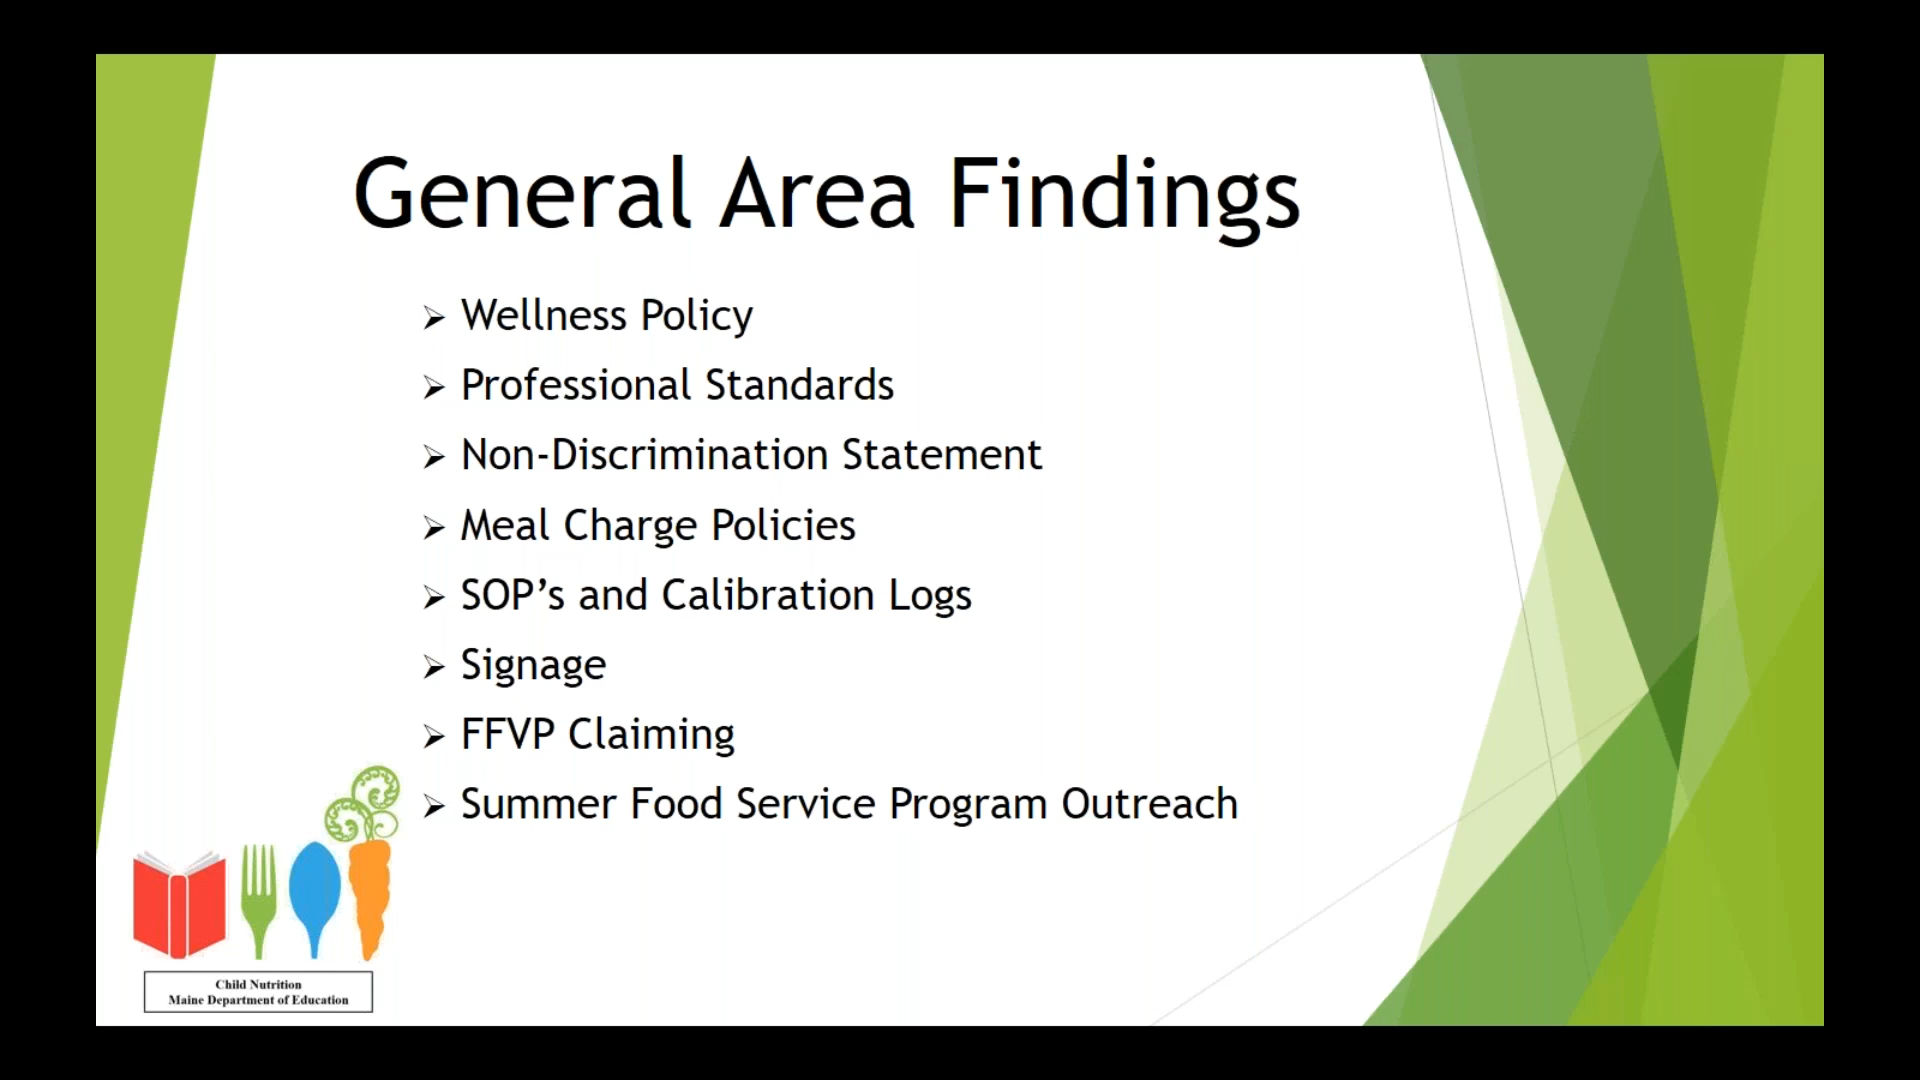 General Area Findings
➢ Wellness Policy
➢ Professional Standards
➢ Non-Discrimination Statement
➢ Meal Charge Policies
➢ SOP’s and Calibration Logs
➢ Signage
➢ FFVP Claiming
➢ Summer Food Service Program Outreach
Child Nutrition
Maine Department of Education